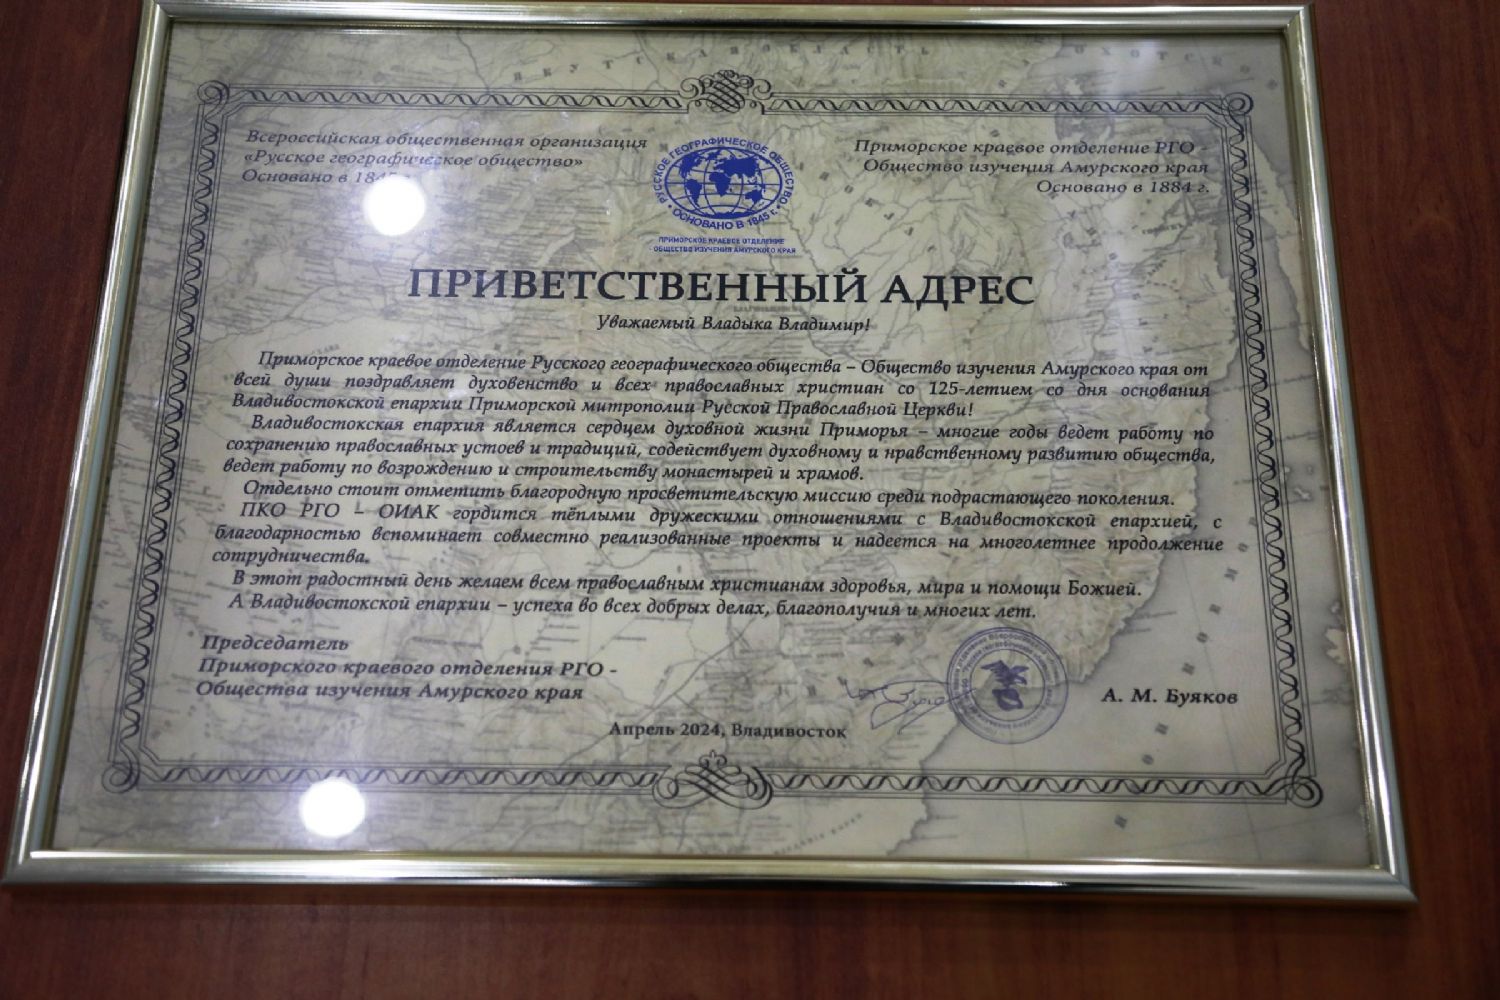 Всероссийская общественная организация
«Русское географическое общество»
Основано в 1845
Приморское краевое отделение РГО -
Общество изучения Амурского края
Основано в 1884 г.
РУССКОЕ ГЕОГРАФИЧЕСКОЕ ОБЩЕСТВО
• ОСНОВАНО В 1845 г. •
ПРИМОРСКОЕ КРАЕВОЕ ОТДЕЛЕНИЕ
ОБЩЕСТВО ИЗУЧЕНИЯ АМУРСКОГО КРАЯ
ПРИВЕТСТВЕННЫЙ АДРЕС
Уважаемый Владыка Владимир!
Приморское краевое отделение Русского географического общества – Общество изучения Амурского края от
всей души поздравляет духовенство и всех православных христиан со 125-летием со дня основания
Владивостокской епархии Приморской митрополии Русской Православной Церкви!
Владивостокская епархия является сердцем духовной жизни Приморья – многие годы ведет работу по
сохранению православных устоев и традиций, содействует духовному и нравственному развитию общества,
ведет работу по возрождению и строительству монастырей и храмов.
Отдельно стоит отметить благородную просветительскую миссию среди подрастающего поколения.
ПКО РГО – ОИАК гордится тёплыми дружескими отношениями с Владивостокской епархией, с
благодарностью вспоминает совместно реализованные проекты и надеется на многолетнее продолжение
сотрудничества.
В этот радостный день желаем всем православным христианам здоровья, мира и помощи Божией.
А Владивостокской епархии – успеха во всех добрых делах, благополучия и многих лет.
Председатель
Приморского краевого отделения РГО -
Общества изучения Амурского края
А. М. Буяков
Апрель 2024, Владивосток